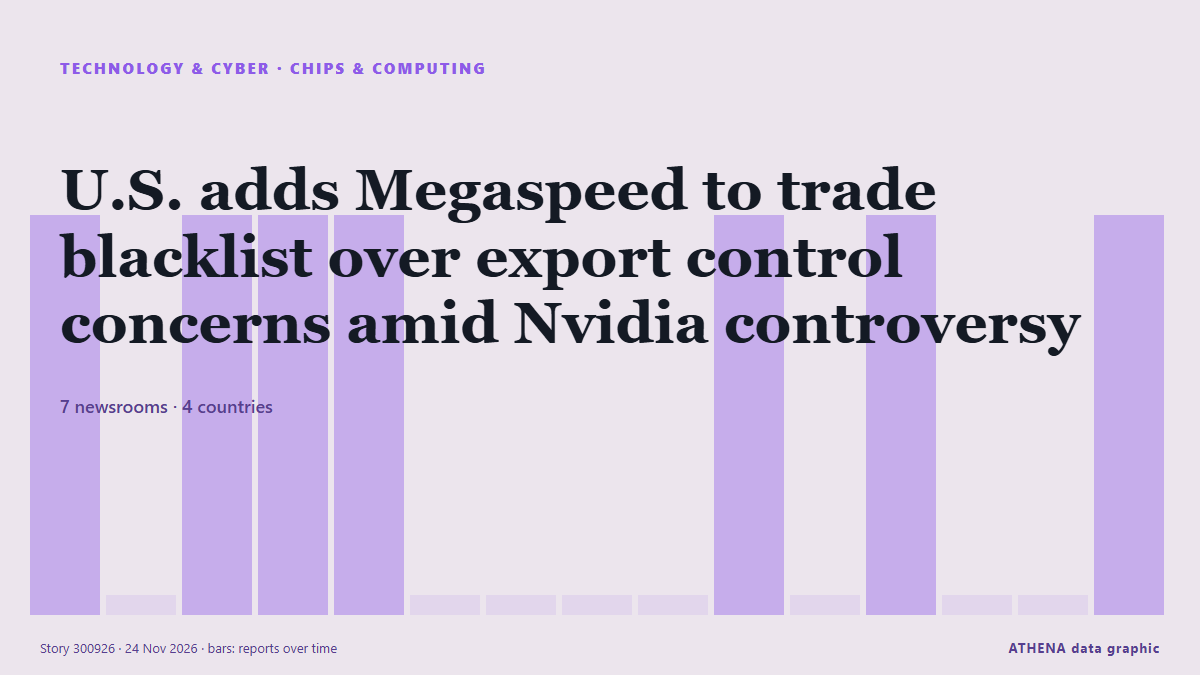 TECHNOLOGY & CYBER · CHIPS & COMPUTING
U.S. adds Megaspeed to trade
blacklist over export control
concerns amid Nvidia controversy
7 newsrooms · 4 countries
Story 300926 · 24 Nov 2026 · bars: reports over time
ATHENA data graphic